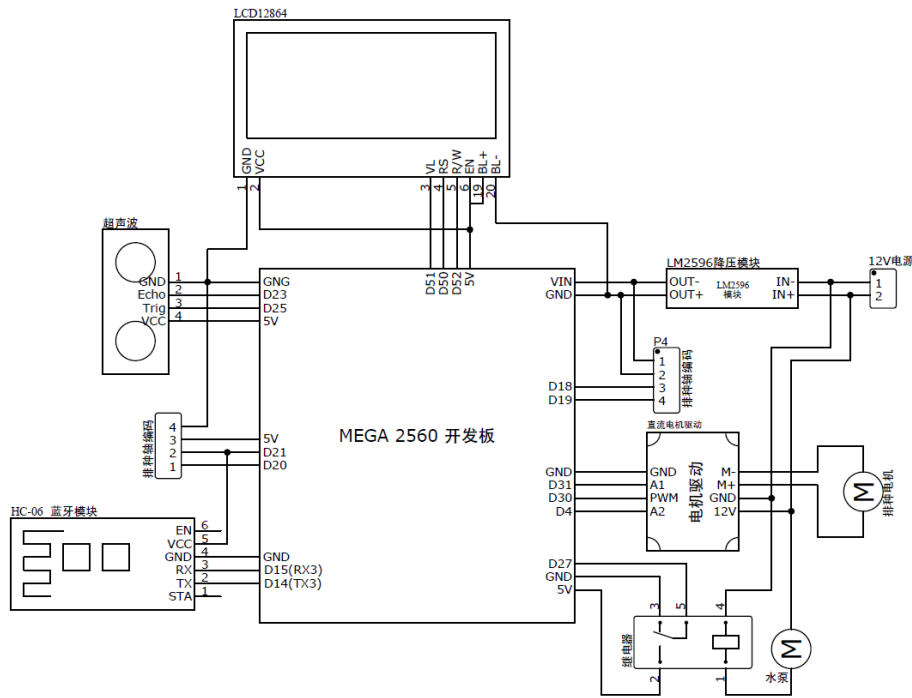 LCD12864
GND
VCC
VL
RS
R/W
EN
BL+
BL-
1
2
3
4
5
6
19
20
超声波
GND
Echo
Trig
VCC
1
2
3
4
GNG
D23
D25
5V
D51
D50
D52
5V
VIN
GND
LM2596降压模块
OUT-
OUT+
LM2596
模块
IN-
IN+
12V电源
1
2
P4
1
2
3
4
排种轴编码
D18
D19
MEGA 2560 开发板
排种轴编码
4
3
2
1
5V
D21
D20
直流电机驱动
GND
D31
D30
D4
GND
A1
PWM
A2
电机驱动
M-
M+
GND
12V
M
排种电机
HC-06 蓝牙模块
EN
VCC
GND
RX
TX
STA
6
5
4
3
2
1
GND
D15(RX3)
D14(TX3)
D27
GND
5V
继电器
3
5
4
2
1
M
水泵